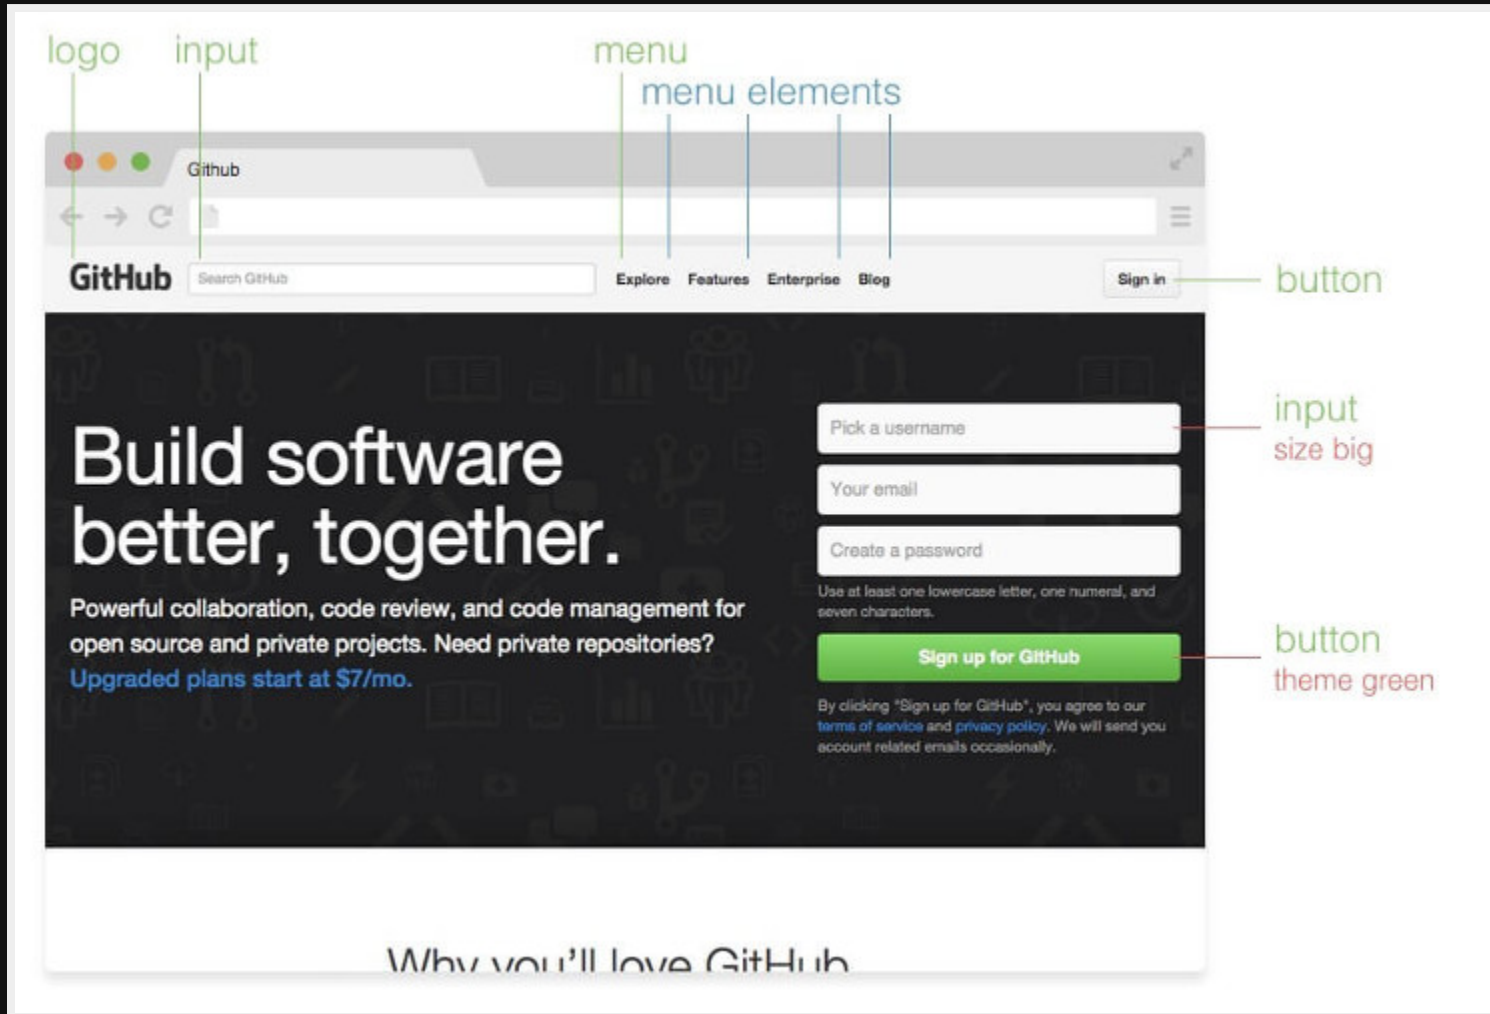 logo
input
menu
menu elements
Github
GitHub
Search GitHub
Explore
Features
Enterprise
Blog
Sign in
button
Build software
better, together.
Powerful collaboration, code review, and code management for
open source and private projects. Need private repositories?
Upgraded plans start at $7/mo.
Pick a username
input
size big
Your email
Create a password
Use at least one lowercase letter, one numeral, and
seven characters.
Sign up for GitHub
button
theme green
By clicking "Sign up for GitHub", you agree to our
terms of service and privacy policy. We will send you
account related emails occasionally.
Why you'll love GitHub